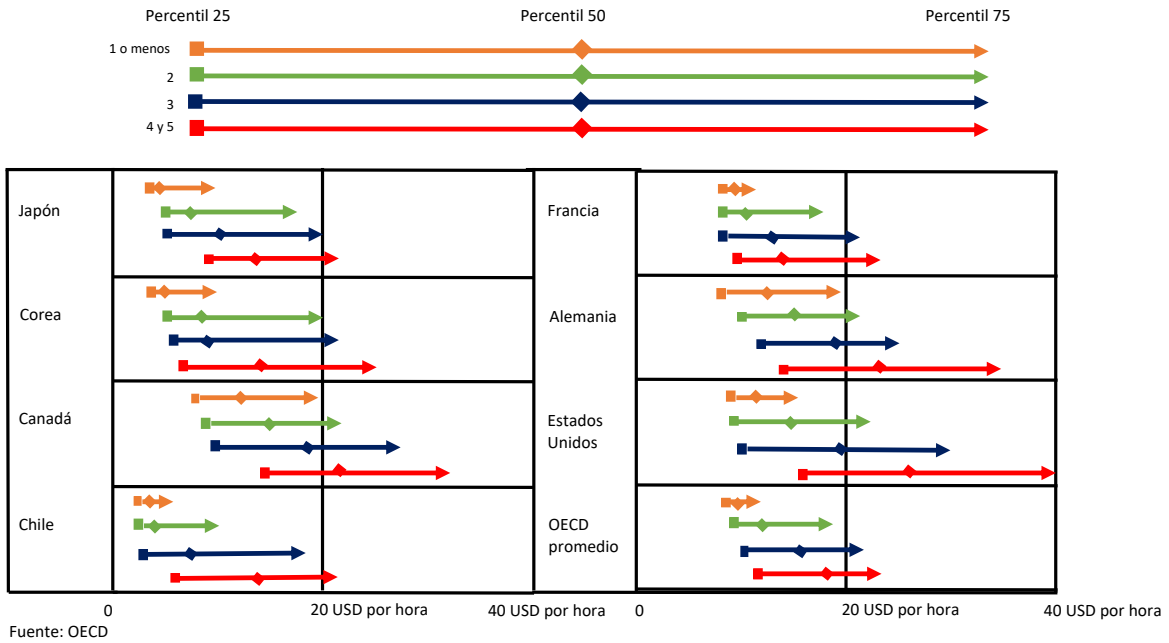 Percentil 25 Percentil 50 Percentil 75
1 o menos
2
3
4 y 5
Japón Francia
Corea Alemania
Canadá Estados
Unidos
Chile OECD
promedio
0 20 USD por hora 40 USD por hora 0 20 USD por hora 40 USD por hora
Fuente: OECD